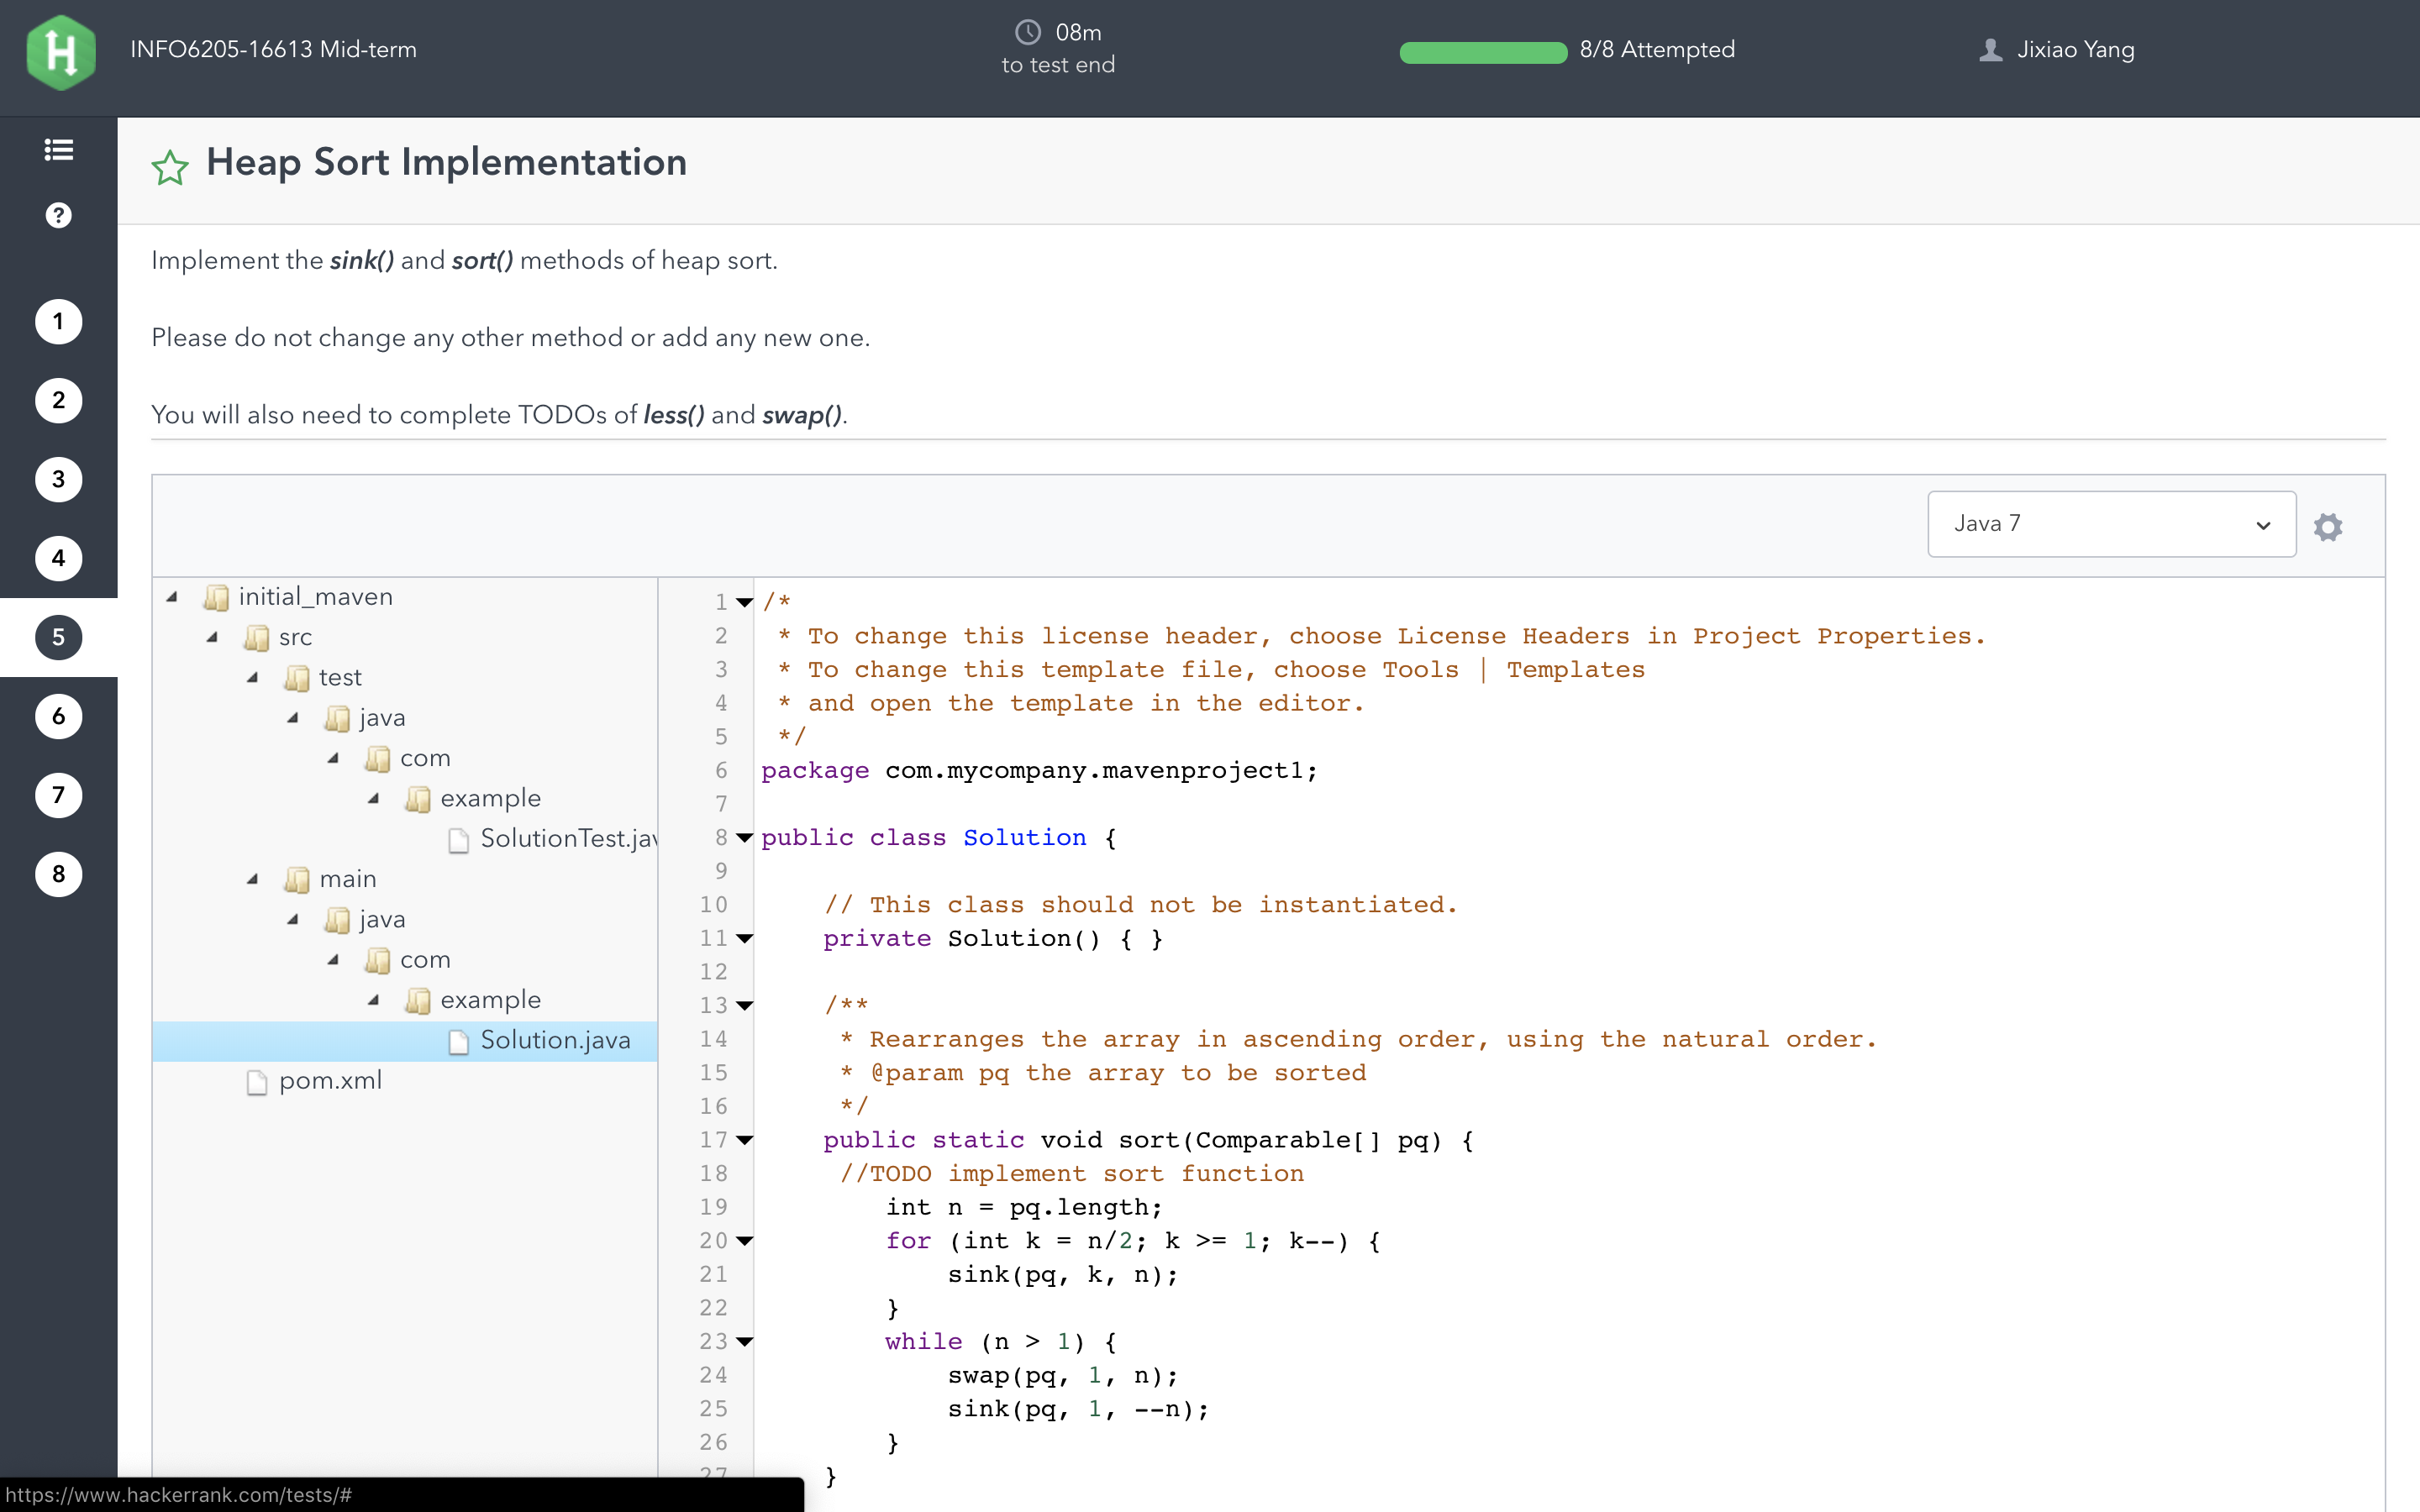 H
INFO6205-16613 Mid-term
08m
to test end
8/8 Attempted
Jixiao Yang
?
1
2
3
4
5
6
7
8
Heap Sort Implementation
Implement the sink() and sort() methods of heap sort.
Please do not change any other method or add any new one.
You will also need to complete TODOs of less() and swap().
Java 7
initial_maven
src
test
java
com
example
SolutionTest.jav
main
java
com
example
Solution.java
pom.xml
1 /*
2  * To change this license header, choose License Headers in Project Properties.
3  * To change this template file, choose Tools | Templates
4  * and open the template in the editor.
5  */
6 package com.mycompany.mavenproject1;
7
8 public class Solution {
9
10     // This class should not be instantiated.
11     private Solution() { }
12
13     /**
14      * Rearranges the array in ascending order, using the natural order.
15      * @param pq the array to be sorted
16      */
17     public static void sort(Comparable[] pq) {
18      //TODO implement sort function
19         int n = pq.length;
20         for (int k = n/2; k >= 1; k--) {
21             sink(pq, k, n);
22         }
23         while (n > 1) {
24             swap(pq, 1, n);
25             sink(pq, 1, --n);
26         }
27     }
https://www.hackerrank.com/tests/#